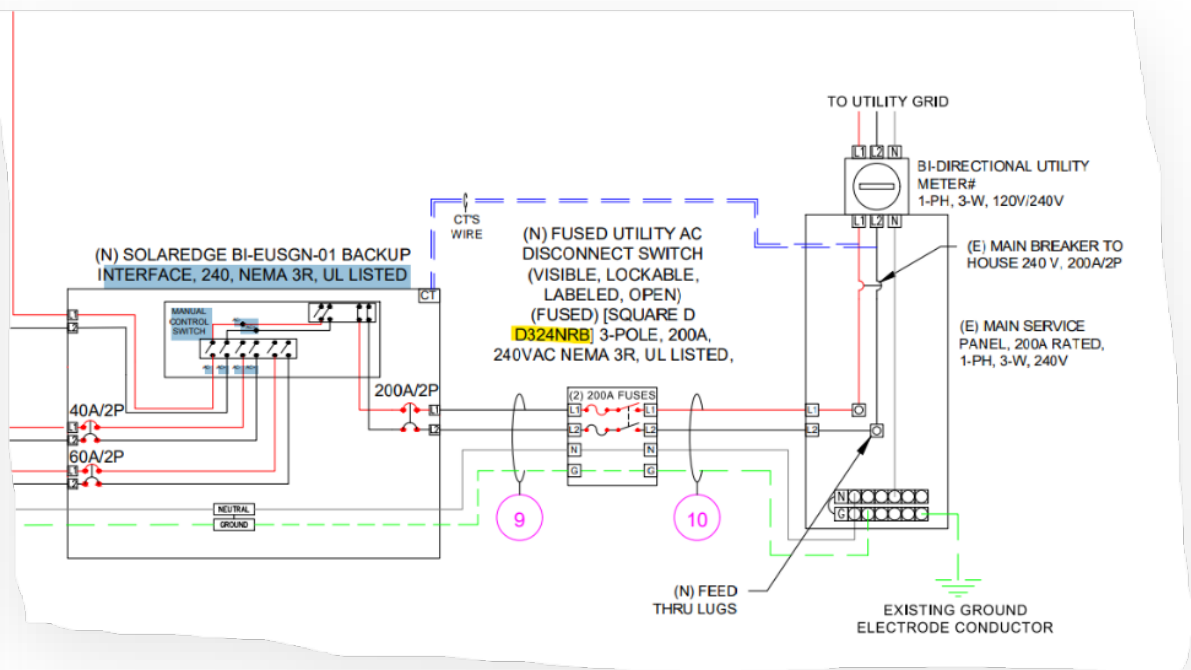 TO UTILITY GRID
L1 L2 N
BI-DIRECTIONAL UTILITY
METER#
1-PH, 3-W, 120V/240V
L1 L2 N
CT'S
WIRE
(N) FUSED UTILITY AC
DISCONNECT SWITCH
(VISIBLE, LOCKABLE,
LABELED, OPEN)
(FUSED) [SQUARE D
D324NRB] 3-POLE, 200A,
240VAC NEMA 3R, UL LISTED,
(E) MAIN BREAKER TO
HOUSE 240 V, 200A/2P
(E) MAIN SERVICE
PANEL, 200A RATED,
1-PH, 3-W, 240V
(N) SOLAREDGE BI-EUSGN-01 BACKUP
INTERFACE, 240, NEMA 3R, UL LISTED
CT
MANUAL
CONTROL
SWITCH
L1
L2
40A/2P
L1
L2
60A/2P
L1
L2
200A/2P
L1
L2
NEUTRAL
GROUND
(2) 200A FUSES
L1 L1
L2 L2
N N
G G
9
10
L1
L2
N
G
(N) FEED
THRU LUGS
EXISTING GROUND
ELECTRODE CONDUCTOR